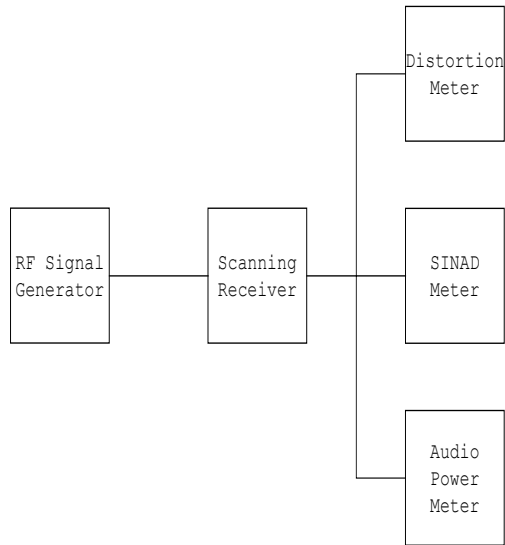 Distortion
Meter
RF Signal
Generator
Scanning
Receiver
SINAD
Meter
Audio
Power
Meter